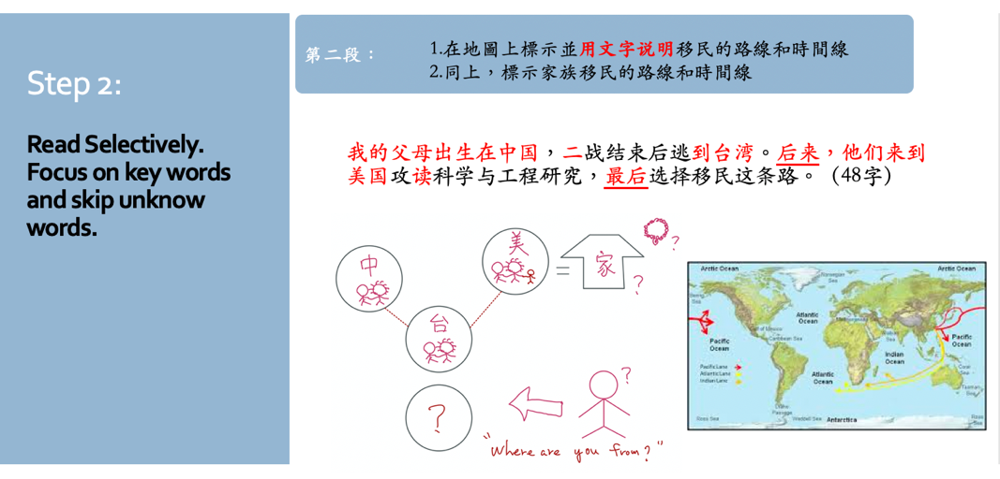 Step 2:
Read Selectively.
Focus on key words
and skip unknow
words.
第二段：
1.在地圖上標示並用文字说明移民的路線和時間線
2.同上，標示家族移民的路線和時間線
我的父母出生在中国，二战结束后逃到台湾。后来，他们来到
美国攻读科学与工程研究，最后选择移民这条路。（48字）
中
台
美
=
家
?
?
?
?
"Where are you from?"
Arctic Ocean
Arctic Ocean
Norwegian
Sea
Bering
Sea
Atlantic
Ocean
Gulf of Mexico
Caribbean Sea
Pacific
Ocean
Pacific
Ocean
Indian
Ocean
Atlantic
Ocean
Coral
Sea
Tasman
Sea
Pacific Lane
Atlantic Lane
Indian Lane
Drake
Passage
Ross Sea
Weddell Sea
Antarctica
Ross
Sea